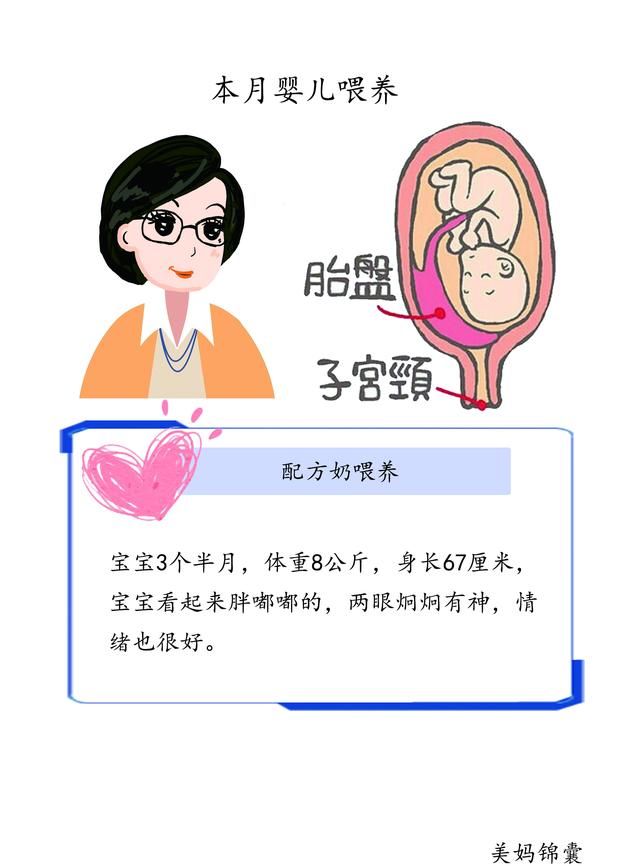 本月婴儿喂养
胎盤
子宮頸
配方奶喂养
宝宝3个半月，体重8公斤，身长67厘米，
宝宝看起来胖嘟嘟的，两眼炯炯有神，情
绪也很好。
美妈锦囊